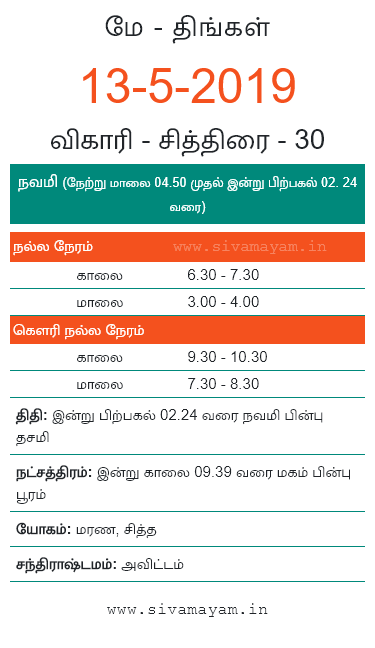 மே - திங்கள்
13-5-2019
விகாரி - சித்திரை - 30
நவமி (நேற்று மாலை 04.50 முதல் இன்று பிற்பகல் 02. 24
வரை)
நல்ல நேரம் www.sivamayam.in
காலை 6.30 - 7.30
மாலை 3.00 - 4.00
கௌரி நல்ல நேரம்
காலை 9.30 - 10.30
மாலை 7.30 - 8.30
திதி: இன்று பிற்பகல் 02.24 வரை நவமி பின்பு
தசமி
நட்சத்திரம்: இன்று காலை 09.39 வரை மகம் பின்பு
பூரம்
யோகம்: மரண, சித்த
சந்திராஷ்டமம்: அவிட்டம்
www.sivamayam.in